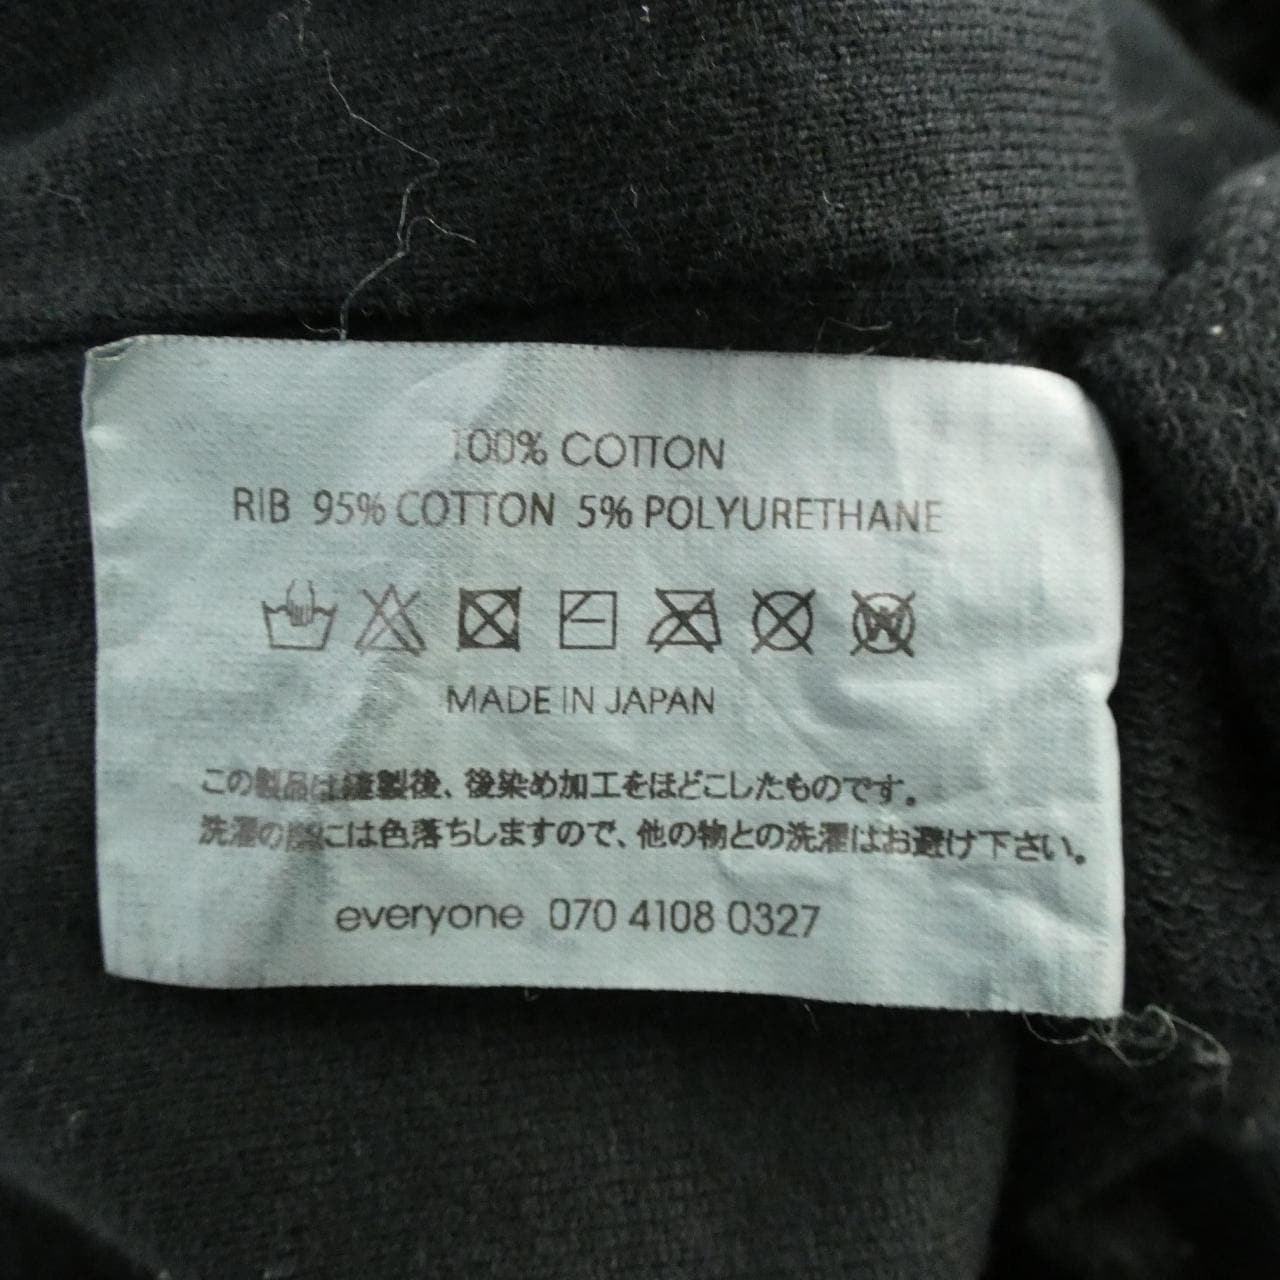 100% COTTON
RIB 95% COTTON 5% POLYURETHANE
W
MADE IN JAPAN
この製品は縫製後、後染め加工をほどこしたものです。
洗濯の際には色落ちしますので、他の物との洗濯はお避け下さい。
everyone 070 4108 0327